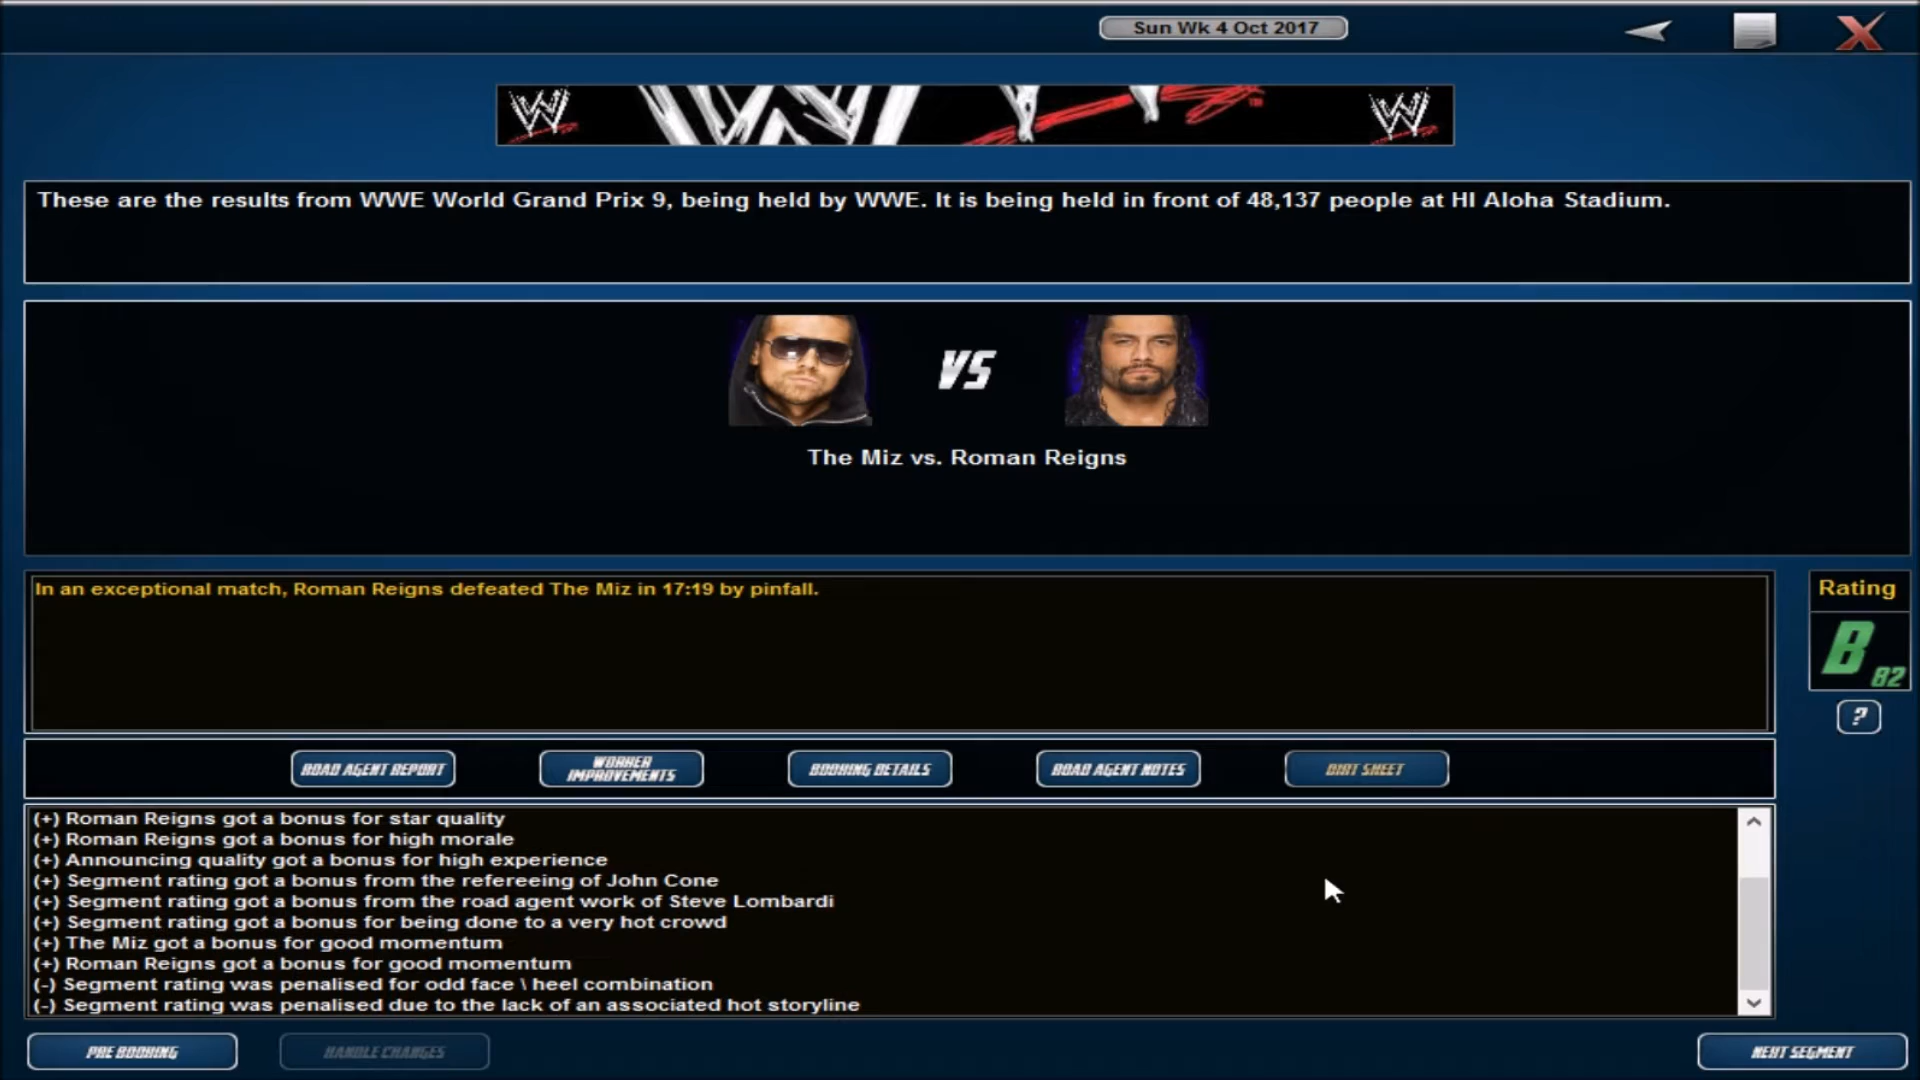 Sun Wk 4 Oct 2017
These are the results from WWE World Grand Prix 9, being held by WWE. It is being held in front of 48,137 people at HI Aloha Stadium.
VS
The Miz vs. Roman Reigns
In an exceptional match, Roman Reigns defeated The Miz in 17:19 by pinfall.
Rating
B 82
?
ROAD AGENT REPORT
WORKER IMPROVEMENTS
BOOKING DETAILS
ROAD AGENT NOTES
DIRT SHEET
(+) Roman Reigns got a bonus for star quality
(+) Roman Reigns got a bonus for high morale
(+) Announcing quality got a bonus for high experience
(+) Segment rating got a bonus from the refereeing of John Cone
(+) Segment rating got a bonus from the road agent work of Steve Lombardi
(+) Segment rating got a bonus for being done to a very hot crowd
(+) The Miz got a bonus for good momentum
(+) Roman Reigns got a bonus for good momentum
(-) Segment rating was penalised for odd face \ heel combination
(-) Segment rating was penalised due to the lack of an associated hot storyline
PRE BOOKING
HANDLE CHANGES
NEXT SEGMENT